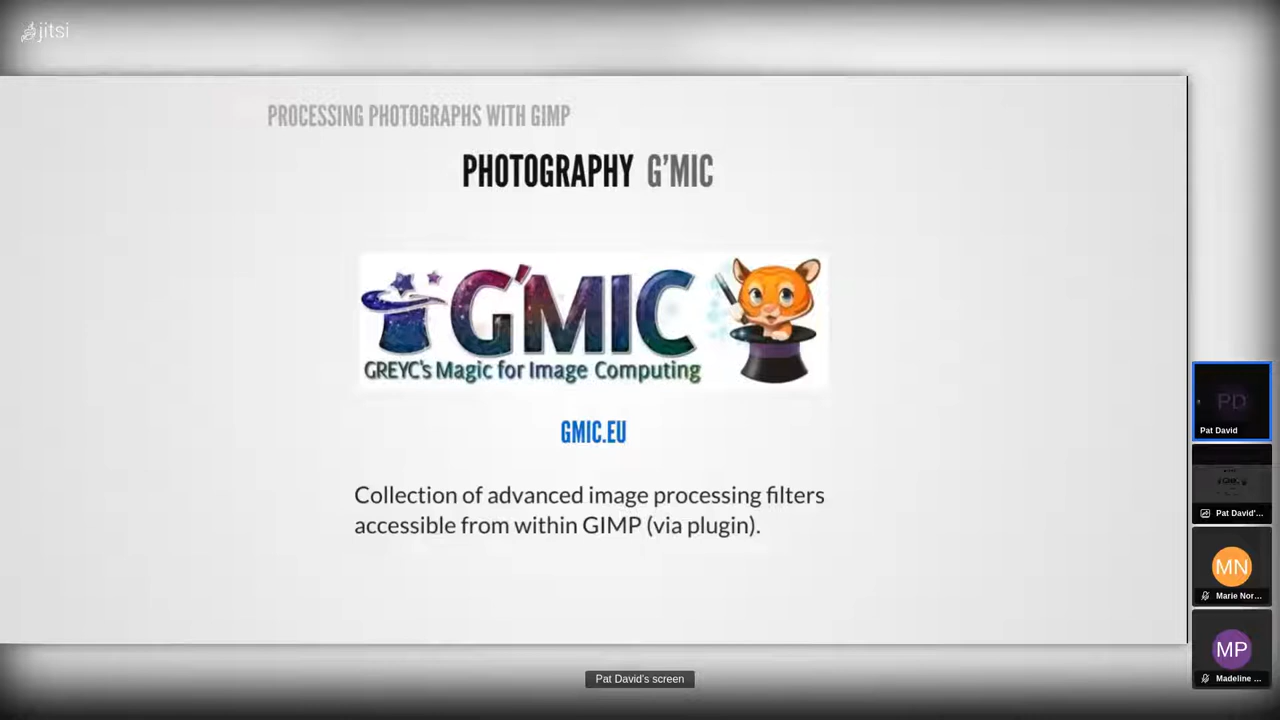 jitsi
PROCESSING PHOTOGRAPHS WITH GIMP
PHOTOGRAPHY G'MIC
G'MIC
GREYC's Magic for Image Computing
GMIC.EU
Collection of advanced image processing filters
accessible from within GIMP (via plugin).
PD
Pat David
Pat David'...
MN
Marie Nor...
MP
Madeline ...
Pat David's screen